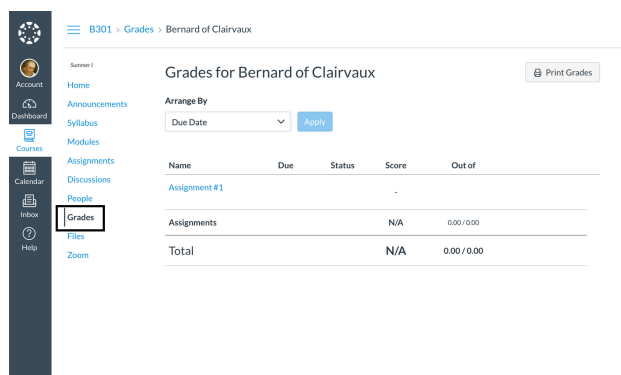 B301 > Grades > Bernard of Clairvaux
Account
Dashboard
Courses
Calendar
Inbox
Help
Summer I
Home
Announcements
Syllabus
Modules
Assignments
Discussions
People
Grades
Files
Zoom
Grades for Bernard of Clairvaux
Print Grades
Arrange By
Due Date
Apply
Name Due Status Score Out of
Assignment #1 -
Assignments N/A 0.00 / 0.00
Total N/A 0.00 / 0.00